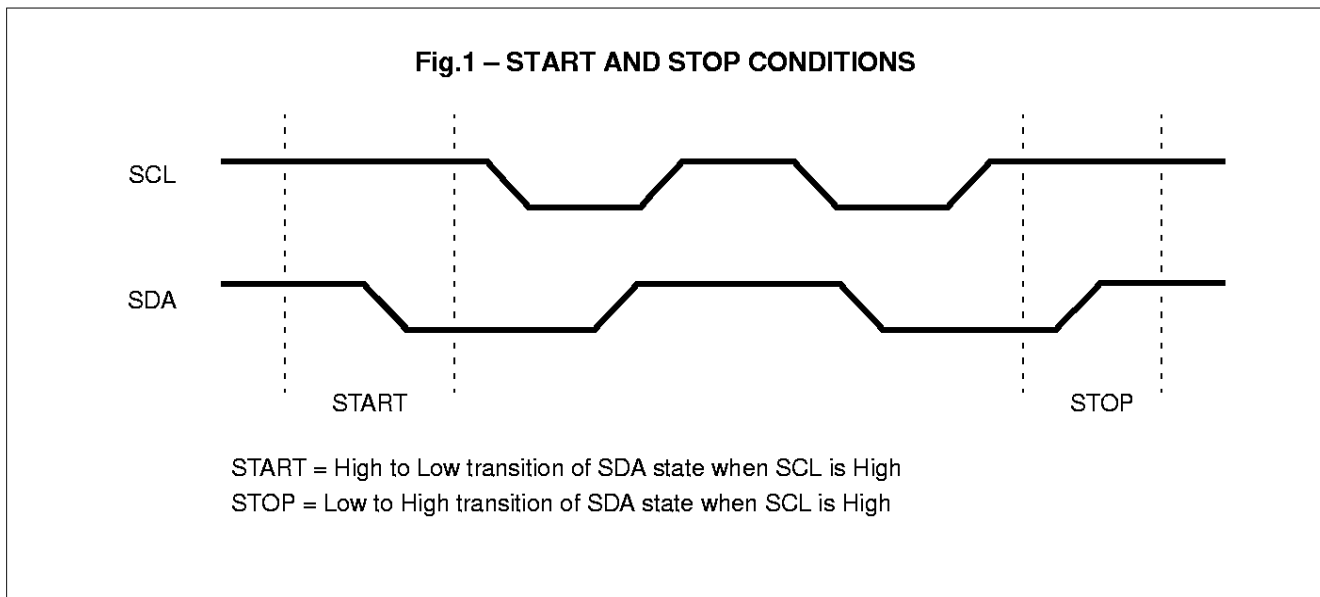 Fig.1 – START AND STOP CONDITIONS
SCL
SDA
START
STOP
START = High to Low transition of SDA state when SCL is High
STOP = Low to High transition of SDA state when SCL is High